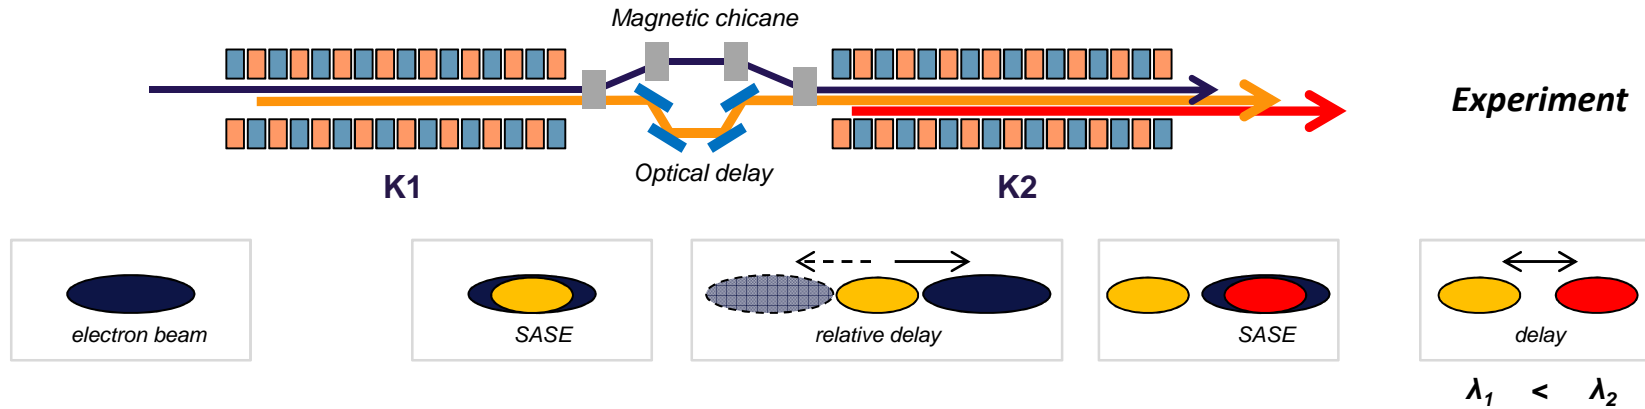 Magnetic chicane
Experiment
Optical delay
K1
K2
electron beam
SASE
relative delay
SASE
delay
λ1 < λ2